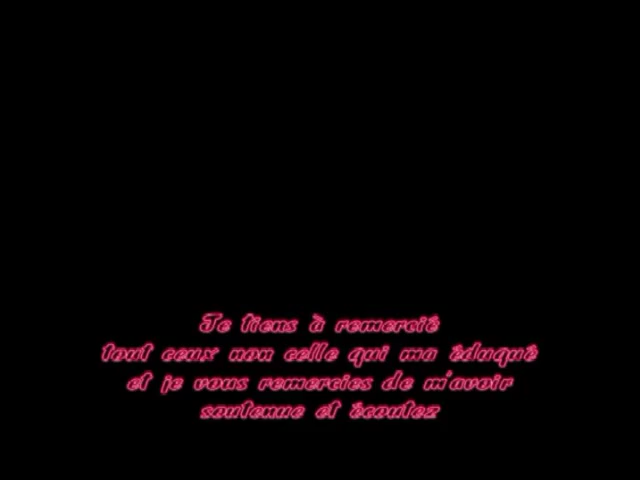 Je tiens à remercié
tout ceux non celle qui ma éduqué
et je vous remercies de m'avoir
soutenue et écoutez